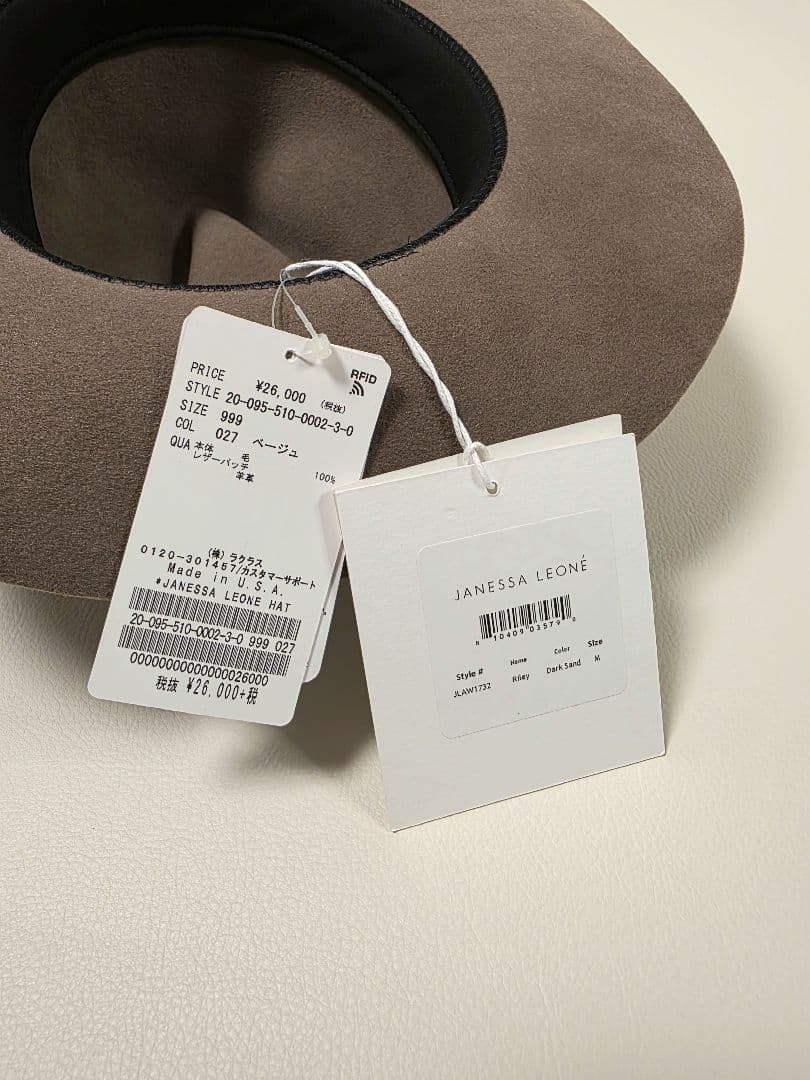 RFID
PRICE ¥26,000 (税抜)
STYLE 20-095-510-0002-3-0
SIZE 999
COL 027 ベージュ
QUA 本体 毛
レザーパッチ 100%
羊革
(株) ラクラス
0120-301457/カスタマーサポート
Made in U.S.A.
#JANESSA LEONE HAT
20-095-510-0002-3-0 999 027
0000000000000026000
税抜 ¥26,000+税
JANESSA LEONÉ
10409 03579
Style # Name Color Size
JLAW1732 Riley Dark Sand M